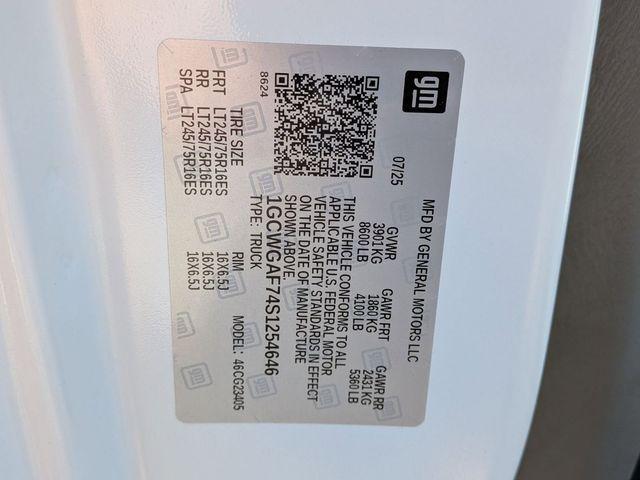 gm
MFD BY GENERAL MOTORS LLC
07/25
GVWR GAWR FRT GAWR RR
3901 KG 1860 KG 2431 KG
8600 LB 4100 LB 5360 LB
THIS VEHICLE CONFORMS TO ALL
APPLICABLE U.S. FEDERAL MOTOR
VEHICLE SAFETY STANDARDS IN EFFECT
ON THE DATE OF MANUFACTURE
SHOWN ABOVE.
1GCWGAF74S1254646
8624
TYPE: TRUCK MODEL: 46CG23405
TIRE SIZE RIM
FRT LT245/75R16ES 16X6.5J
RR LT245/75R16ES 16X6.5J
SPA LT245/75R16ES 16X6.5J